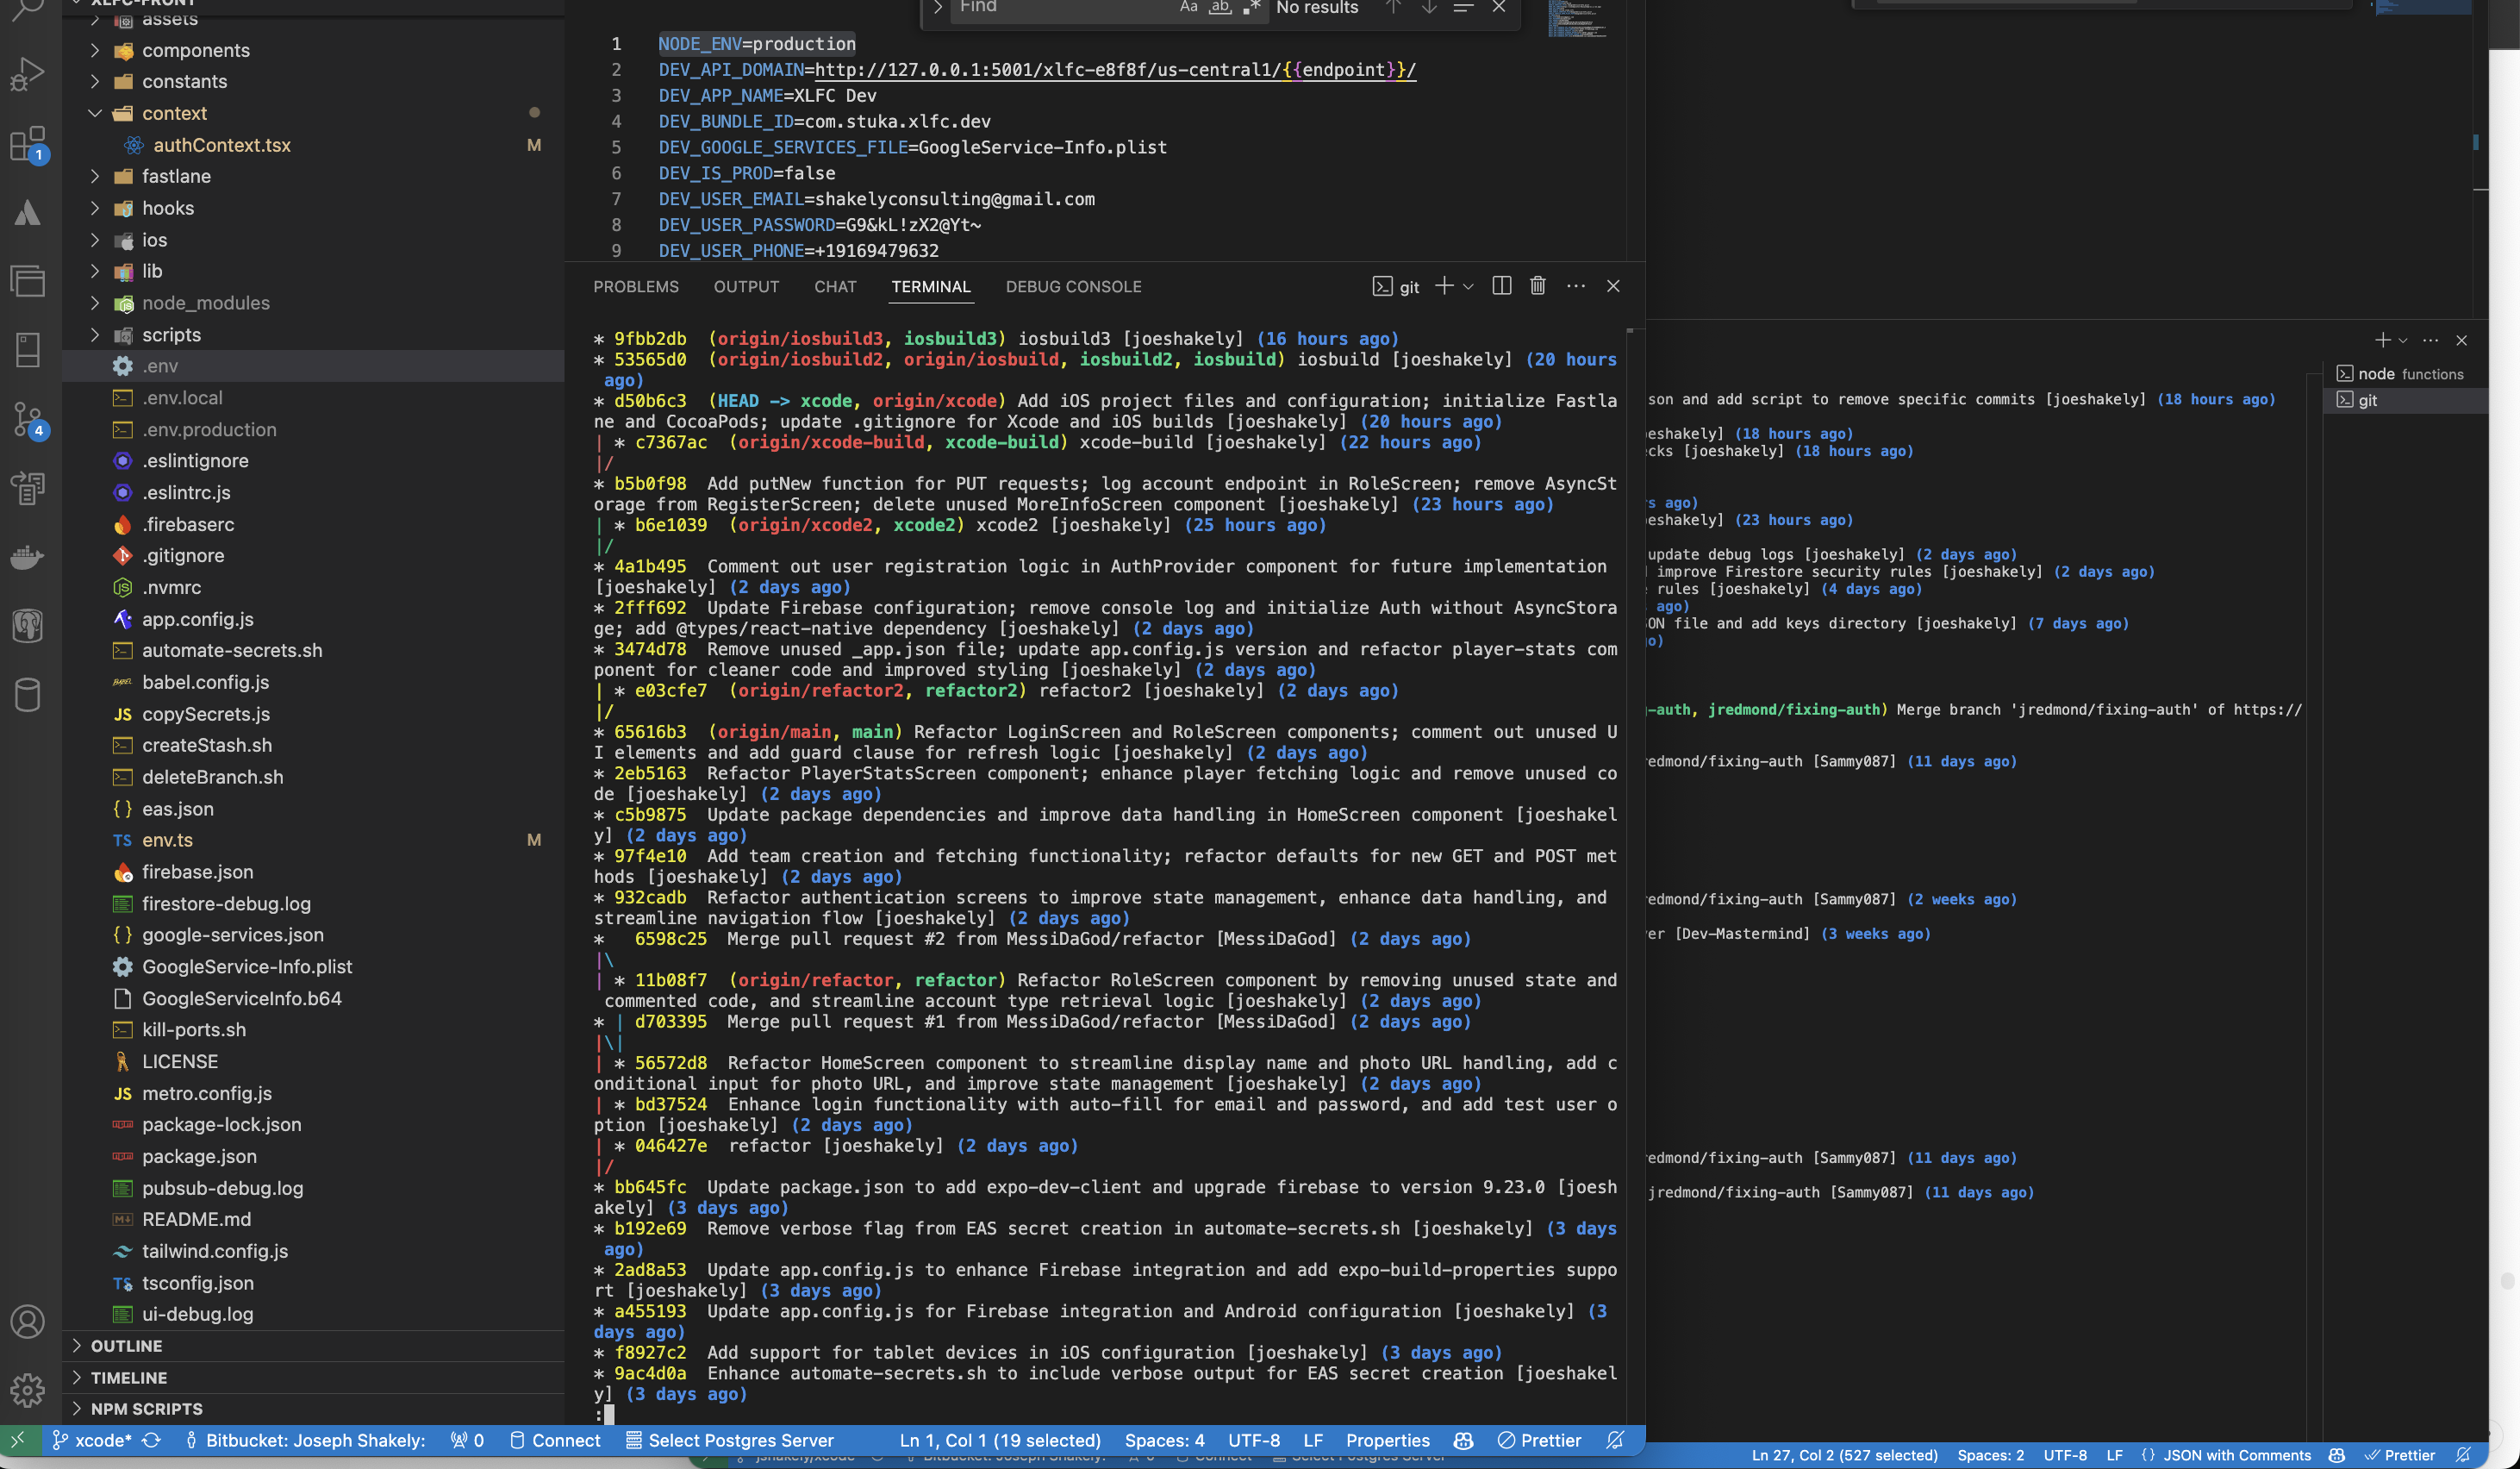 XLFC-FRONT
assets
components
constants
context
authContext.tsx M
fastlane
hooks
ios
lib
node_modules
scripts
.env
.env.local
.env.production
.eslintignore
.eslintrc.js
.firebaserc
.gitignore
.nvmrc
app.config.js
automate-secrets.sh
babel.config.js
copySecrets.js
createStash.sh
deleteBranch.sh
eas.json
env.ts M
firebase.json
firestore-debug.log
google-services.json
GoogleService-Info.plist
GoogleServiceInfo.b64
kill-ports.sh
LICENSE
metro.config.js
package-lock.json
package.json
pubsub-debug.log
README.md
tailwind.config.js
tsconfig.json
ui-debug.log
OUTLINE
TIMELINE
NPM SCRIPTS
1
4
Find Aa ab .* No results
1 NODE_ENV=production
2 DEV_API_DOMAIN=http://127.0.0.1:5001/xlfc-e8f8f/us-central1/{{endpoint}}/
3 DEV_APP_NAME=XLFC Dev
4 DEV_BUNDLE_ID=com.stuka.xlfc.dev
5 DEV_GOOGLE_SERVICES_FILE=GoogleService-Info.plist
6 DEV_IS_PROD=false
7 DEV_USER_EMAIL=shakelyconsulting@gmail.com
8 DEV_USER_PASSWORD=G9&kL!zX2@Yt~
9 DEV_USER_PHONE=+19169479632
PROBLEMS OUTPUT CHAT TERMINAL DEBUG CONSOLE git
* 9fbb2db (origin/iosbuild3, iosbuild3) iosbuild3 [joeshakely] (16 hours ago)
* 53565d0 (origin/iosbuild2, origin/iosbuild, iosbuild2, iosbuild) iosbuild [joeshakely] (20 hours
ago)
* d50b6c3 (HEAD -> xcode, origin/xcode) Add iOS project files and configuration; initialize Fastla
ne and CocoaPods; update .gitignore for Xcode and iOS builds [joeshakely] (20 hours ago)
| * c7367ac (origin/xcode-build, xcode-build) xcode-build [joeshakely] (22 hours ago)
|/
* b5b0f98 Add putNew function for PUT requests; log account endpoint in RoleScreen; remove AsyncSt
orage from RegisterScreen; delete unused MoreInfoScreen component [joeshakely] (23 hours ago)
| * b6e1039 (origin/xcode2, xcode2) xcode2 [joeshakely] (25 hours ago)
|/
* 4a1b495 Comment out user registration logic in AuthProvider component for future implementation
[joeshakely] (2 days ago)
* 2fff692 Update Firebase configuration; remove console log and initialize Auth without AsyncStora
ge; add @types/react-native dependency [joeshakely] (2 days ago)
* 3474d78 Remove unused _app.json file; update app.config.js version and refactor player-stats com
ponent for cleaner code and improved styling [joeshakely] (2 days ago)
| * e03cfe7 (origin/refactor2, refactor2) refactor2 [joeshakely] (2 days ago)
|/
* 65616b3 (origin/main, main) Refactor LoginScreen and RoleScreen components; comment out unused U
I elements and add guard clause for refresh logic [joeshakely] (2 days ago)
* 2eb5163 Refactor PlayerStatsScreen component; enhance player fetching logic and remove unused co
de [joeshakely] (2 days ago)
* c5b9875 Update package dependencies and improve data handling in HomeScreen component [joeshakel
y] (2 days ago)
* 97f4e10 Add team creation and fetching functionality; refactor defaults for new GET and POST met
hods [joeshakely] (2 days ago)
* 932cadb Refactor authentication screens to improve state management, enhance data handling, and
streamline navigation flow [joeshakely] (2 days ago)
* 6598c25 Merge pull request #2 from MessiDaGod/refactor [MessiDaGod] (2 days ago)
|\
| * 11b08f7 (origin/refactor, refactor) Refactor RoleScreen component by removing unused state and
commented code, and streamline account type retrieval logic [joeshakely] (2 days ago)
* | d703395 Merge pull request #1 from MessiDaGod/refactor [MessiDaGod] (2 days ago)
|\|
| * 56572d8 Refactor HomeScreen component to streamline display name and photo URL handling, add c
onditional input for photo URL, and improve state management [joeshakely] (2 days ago)
| * bd37524 Enhance login functionality with auto-fill for email and password, and add test user o
ption [joeshakely] (2 days ago)
| * 046427e refactor [joeshakely] (2 days ago)
|/
* bb645fc Update package.json to add expo-dev-client and upgrade firebase to version 9.23.0 [joesh
akely] (3 days ago)
* b192e69 Remove verbose flag from EAS secret creation in automate-secrets.sh [joeshakely] (3 days
ago)
* 2ad8a53 Update app.config.js to enhance Firebase integration and add expo-build-properties suppo
rt [joeshakely] (3 days ago)
* a455193 Update app.config.js for Firebase integration and Android configuration [joeshakely] (3
days ago)
* f8927c2 Add support for tablet devices in iOS configuration [joeshakely] (3 days ago)
* 9ac4d0a Enhance automate-secrets.sh to include verbose output for EAS secret creation [joeshakel
y] (3 days ago)
:
node functions
git
son and add script to remove specific commits [joeshakely] (18 hours ago)
eshakely] (18 hours ago)
cks [joeshakely] (18 hours ago)
s ago)
eshakely] (23 hours ago)
update debug logs [joeshakely] (2 days ago)
improve Firestore security rules [joeshakely] (2 days ago)
rules [joeshakely] (4 days ago)
ago)
ON file and add keys directory [joeshakely] (7 days ago)
o)
-auth, jredmond/fixing-auth) Merge branch 'jredmond/fixing-auth' of https://
redmond/fixing-auth [Sammy087] (11 days ago)
redmond/fixing-auth [Sammy087] (2 weeks ago)
er [Dev-Mastermind] (3 weeks ago)
redmond/fixing-auth [Sammy087] (11 days ago)
jredmond/fixing-auth [Sammy087] (11 days ago)
xcode* Bitbucket: Joseph Shakely: 0 Connect Select Postgres Server Ln 1, Col 1 (19 selected) Spaces: 4 UTF-8 LF Properties Prettier
Ln 27, Col 2 (527 selected) Spaces: 2 UTF-8 LF {} JSON with Comments Prettier